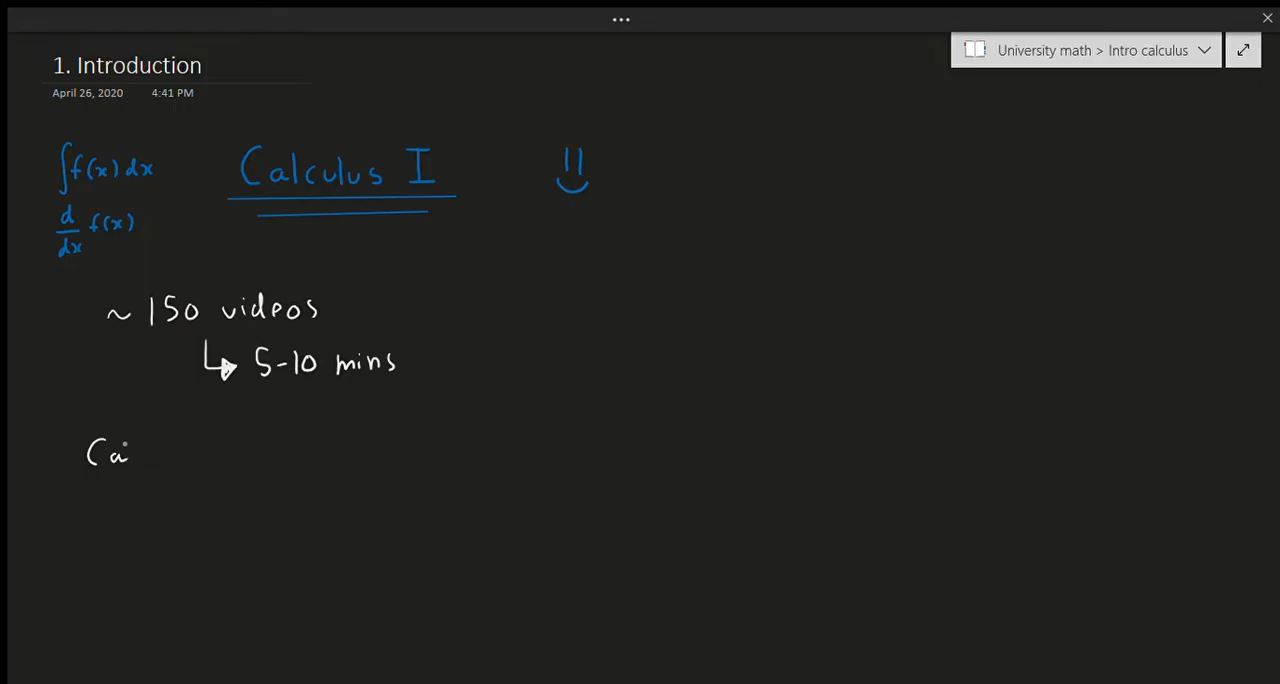 1. Introduction
University math > Intro calculus
April 26, 2020 4:41 PM
∫f(x)dx
Calculus I
d/dx f(x)
~ 150 videos
↳ 5-10 mins
Ca